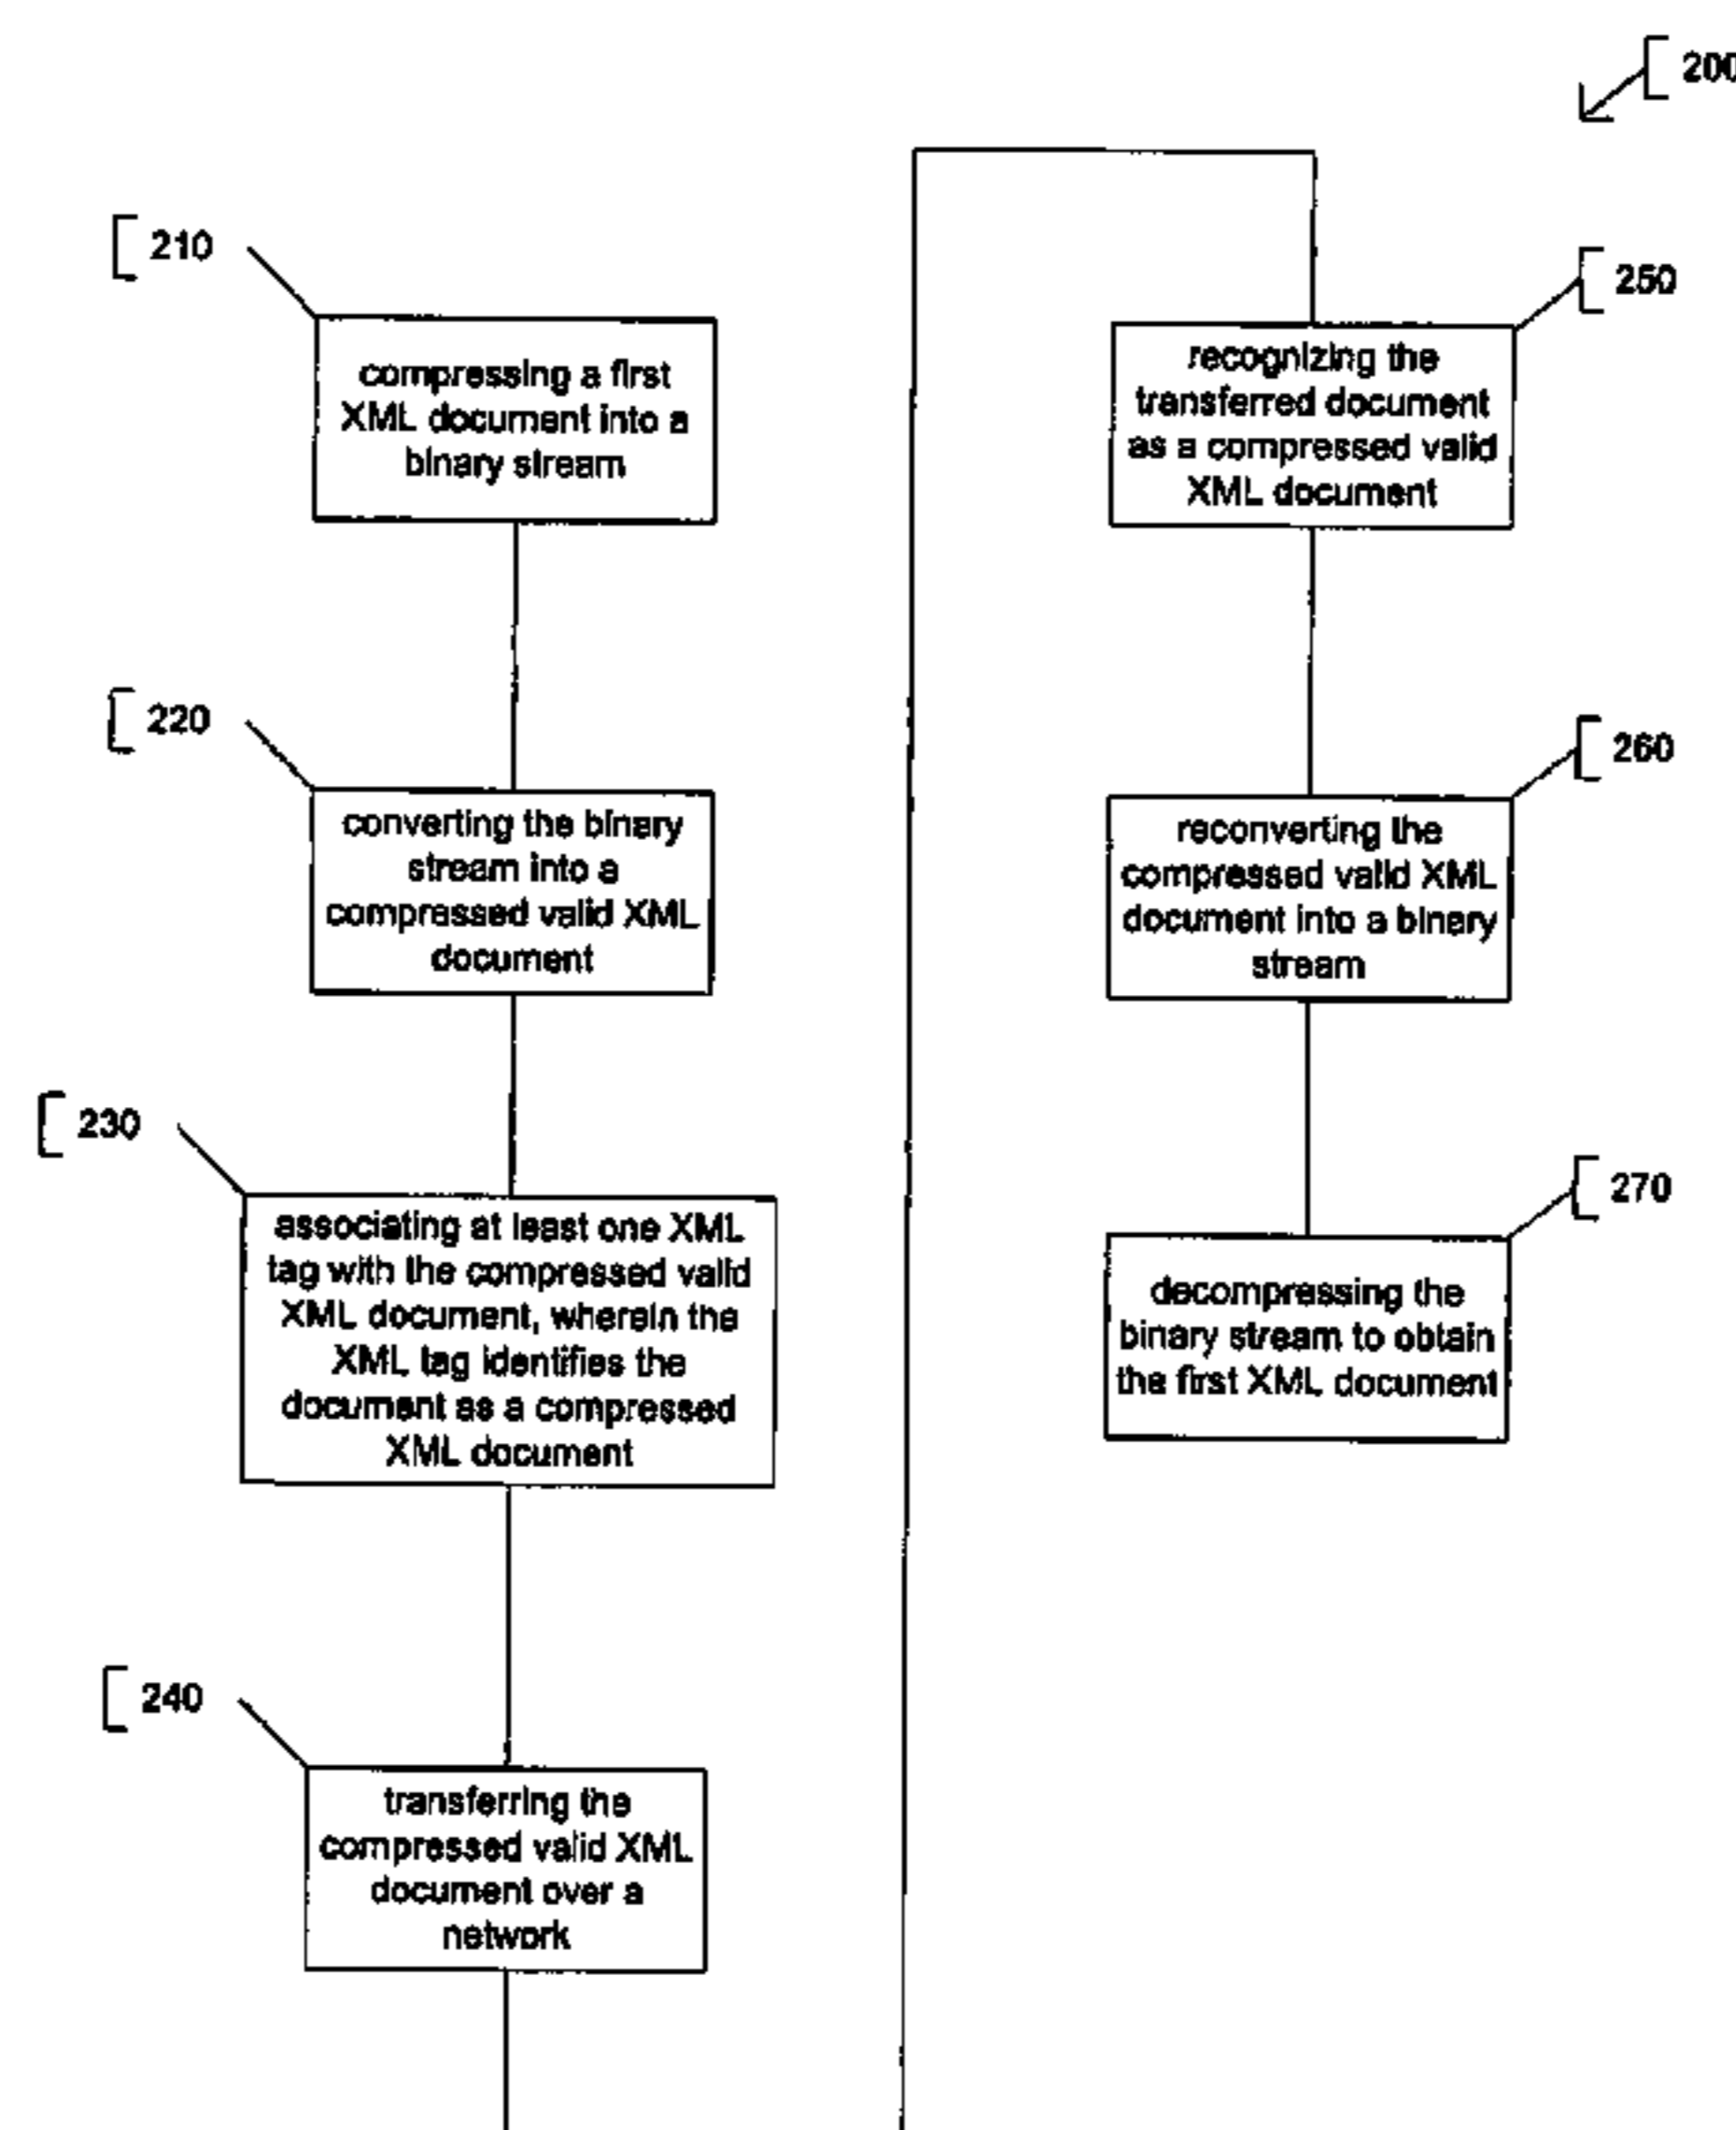 200
210
compressing a first
XML document into a
binary stream
220
converting the binary
stream into a
compressed valid XML
document
230
associating at least one XML
tag with the compressed valid
XML document, wherein the
XML tag identifies the
document as a compressed
XML document
240
transferring the
compressed valid XML
document over a
network
250
recognizing the
transferred document
as a compressed valid
XML document
260
reconverting the
compressed valid XML
document into a binary
stream
270
decompressing the
binary stream to obtain
the first XML document